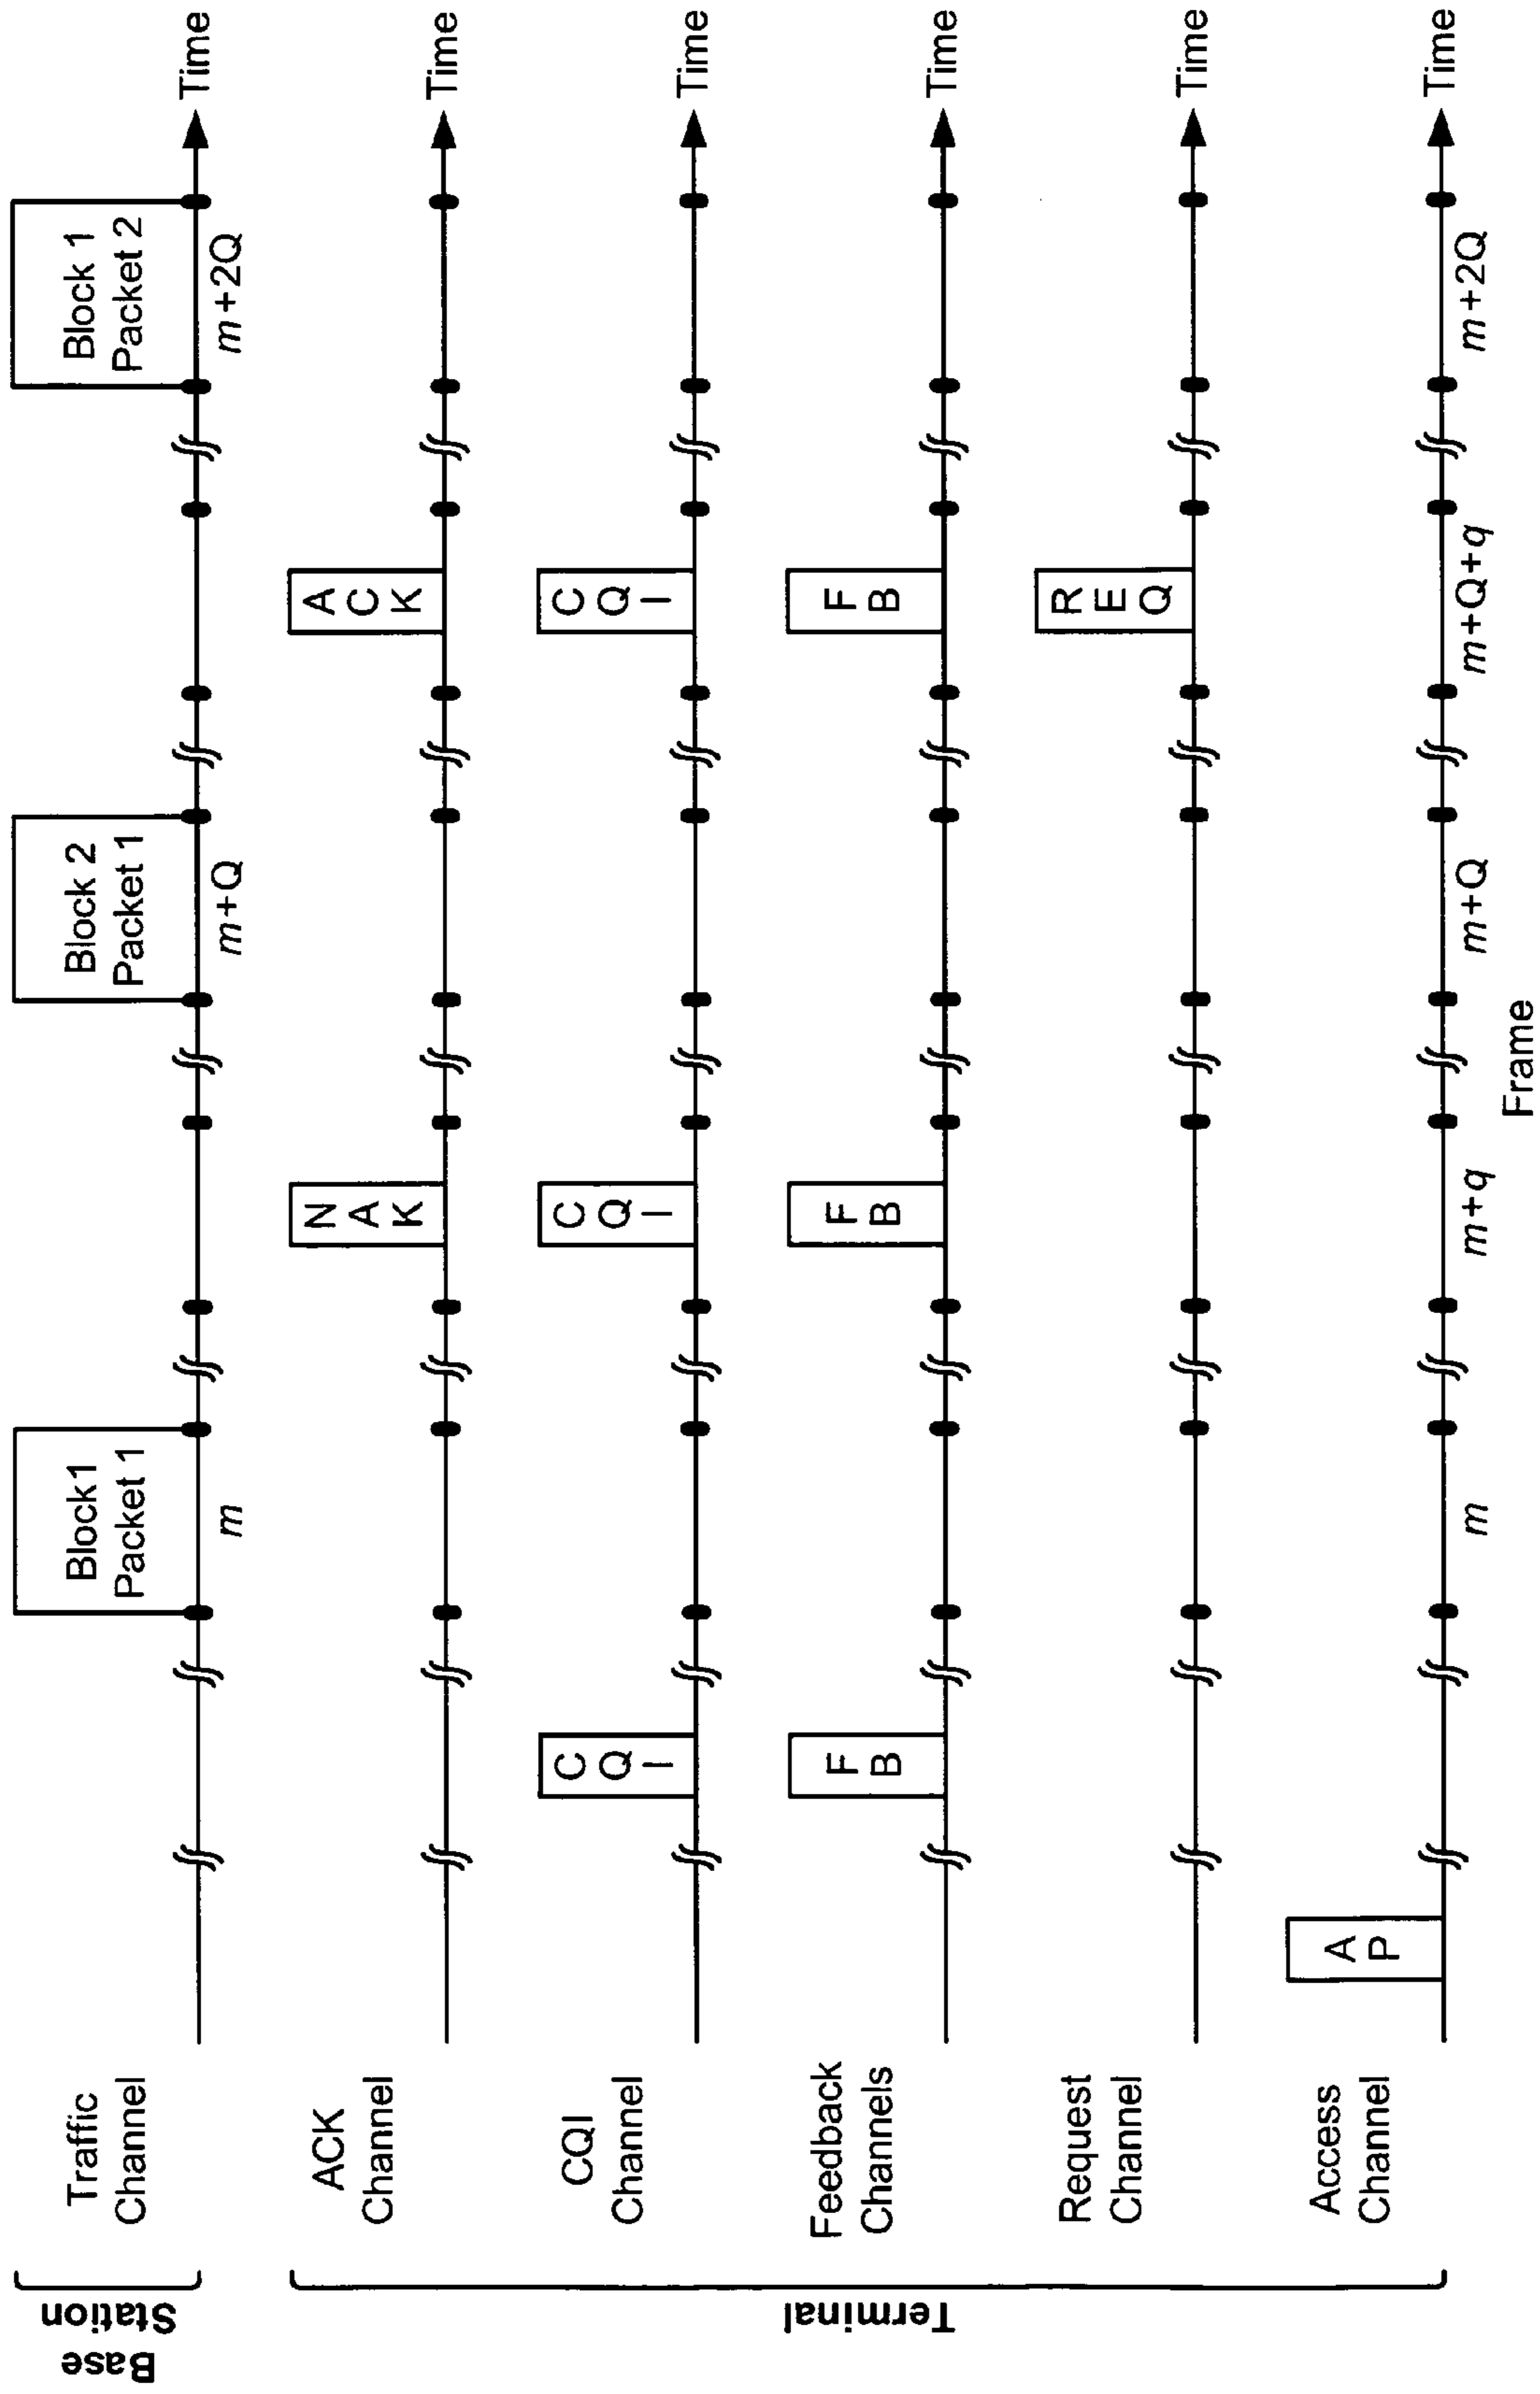 Base
Station
Traffic
Channel
Block1
Packet 1
Block 2
Packet 1
Block 1
Packet 2
Time
m
m+Q
m+2Q
Terminal
ACK
Channel
N
A
K
A
C
K
Time
CQI
Channel
C
Q
I
C
Q
I
C
Q
I
Time
Feedback
Channels
F
B
F
B
F
B
Time
Request
Channel
R
E
Q
Time
Access
Channel
A
P
Time
m
m+q
m+Q
m+Q+q
m+2Q
Frame